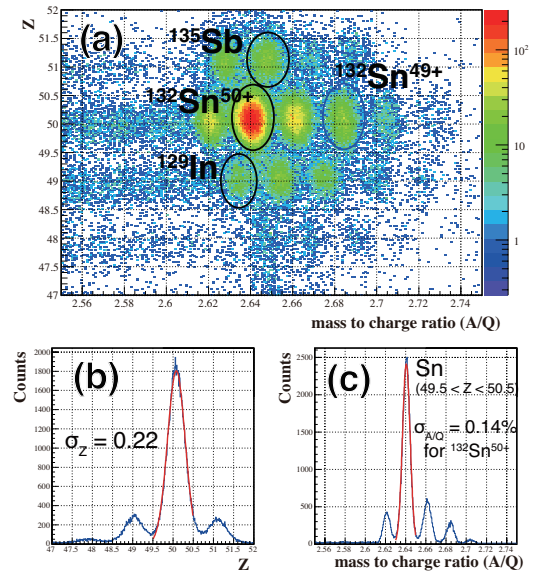 (a)
Z
52
51.5
51
50.5
50
49.5
49
48.5
48
47.5
47
¹³⁵Sb
¹³²Sn⁴⁹⁺
¹³²Sn⁵⁰⁺
¹²⁹In
10²
10
1
2.56 2.58 2.6 2.62 2.64 2.66 2.68 2.7 2.72 2.74
mass to charge ratio (A/Q)
(b)
Counts
2000
1800
1600
1400
1200
1000
800
600
400
200
0
σZ = 0.22
47 47.5 48 48.5 49 49.5 50 50.5 51 51.5 52
Z
(c)
Counts
2500
2000
1500
1000
500
0
Sn
(49.5 < Z < 50.5)
σA/Q = 0.14%
for ¹³²Sn⁵⁰⁺
2.56 2.58 2.6 2.62 2.64 2.66 2.68 2.7 2.72 2.74
mass to charge ratio (A/Q)